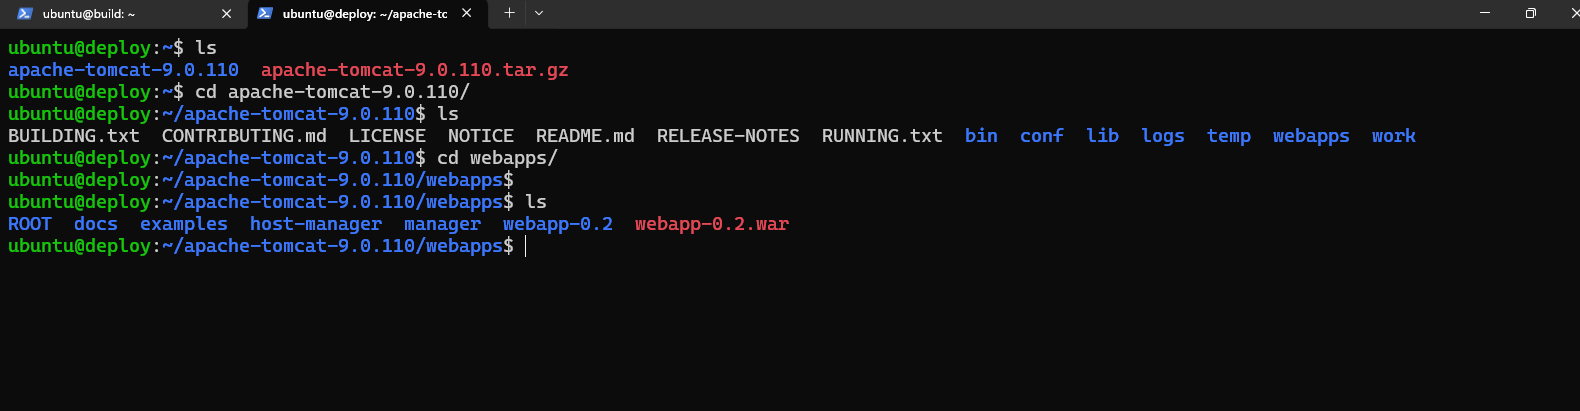 ubuntu@build: ~
ubuntu@deploy: ~/apache-tc
ubuntu@deploy:~$ ls
apache-tomcat-9.0.110  apache-tomcat-9.0.110.tar.gz
ubuntu@deploy:~$ cd apache-tomcat-9.0.110/
ubuntu@deploy:~/apache-tomcat-9.0.110$ ls
BUILDING.txt  CONTRIBUTING.md  LICENSE  NOTICE  README.md  RELEASE-NOTES  RUNNING.txt  bin  conf  lib  logs  temp  webapps  work
ubuntu@deploy:~/apache-tomcat-9.0.110$ cd webapps/
ubuntu@deploy:~/apache-tomcat-9.0.110/webapps$
ubuntu@deploy:~/apache-tomcat-9.0.110/webapps$ ls
ROOT  docs  examples  host-manager  manager  webapp-0.2  webapp-0.2.war
ubuntu@deploy:~/apache-tomcat-9.0.110/webapps$